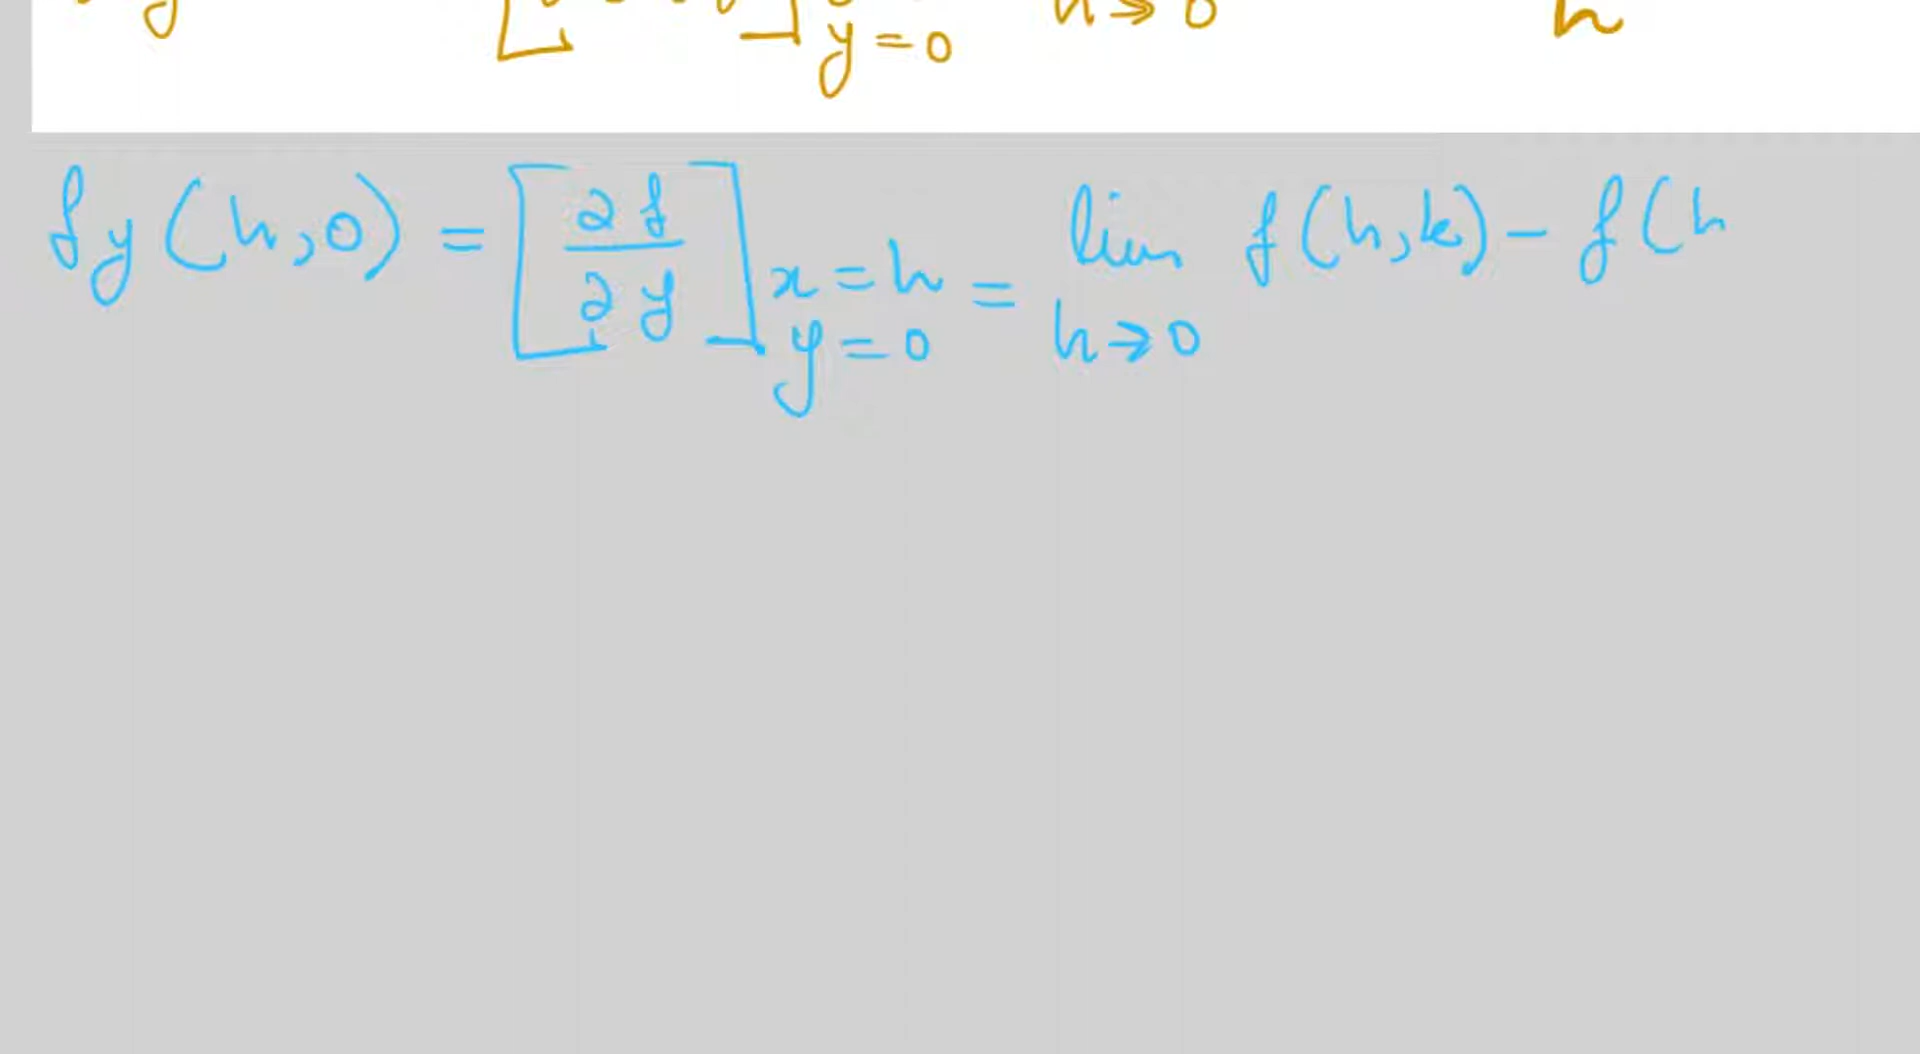 y=0 h→0 h
fy(h,0) = [∂f/∂y] x=h y=0 = lim h→0 f(h,k) - f(h